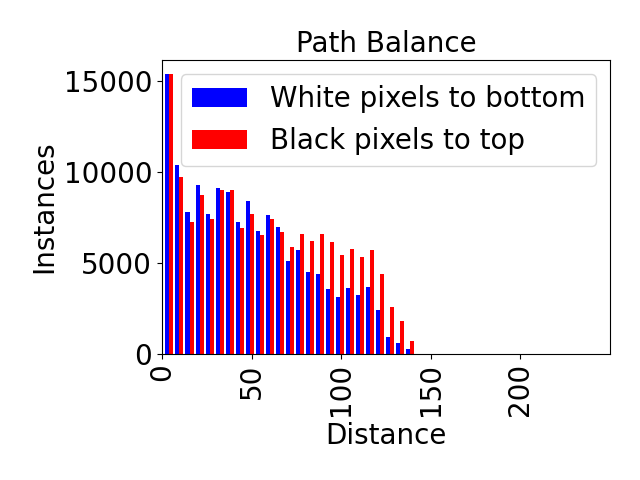 Path Balance
White pixels to bottom
Black pixels to top
Instances
15000
10000
5000
0
0
50
100
150
200
Distance